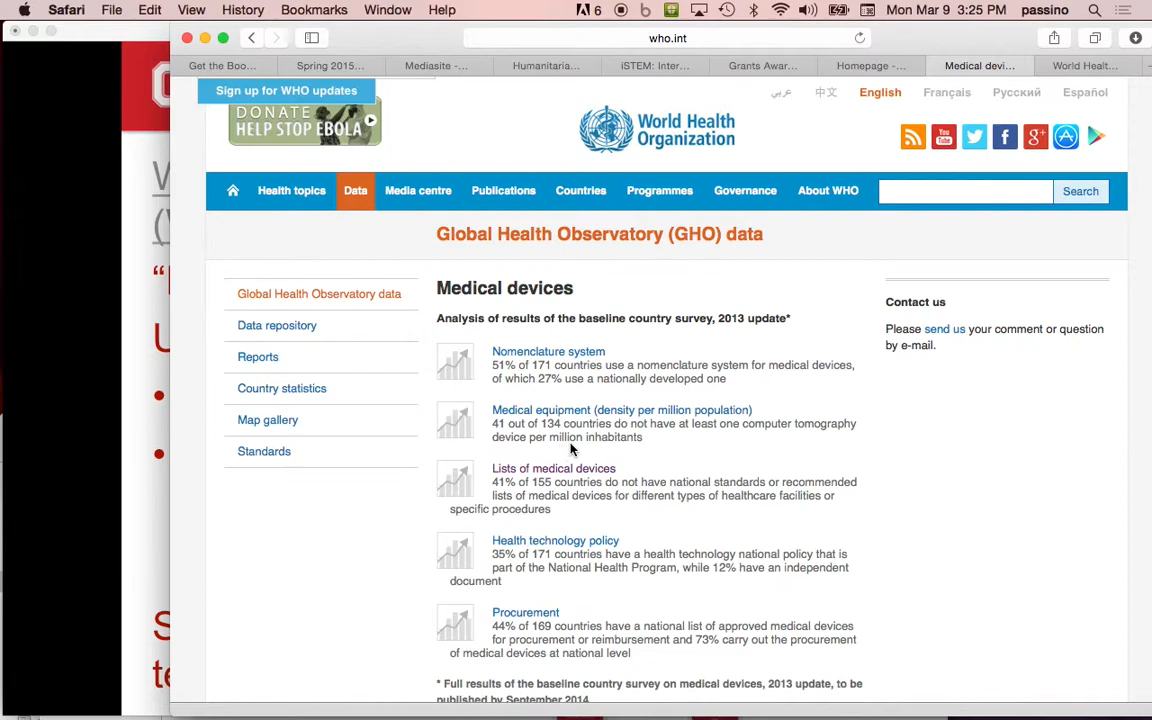 Safari File Edit View History Bookmarks Window Help 6 Mon Mar 9 3:25 PM passino
who.int
Get the Boo... Spring 2015... Mediasite -... Humanitaria... iSTEM: Inter... Grants Awar... Homepage -... Medical devi... World Healt...
Sign up for WHO updates
عربي 中文 English Français Русский Español
DONATE
HELP STOP EBOLA
World Health
Organization
You
Tube
g+
Health topics Data Media centre Publications Countries Programmes Governance About WHO Search
Global Health Observatory (GHO) data
Global Health Observatory data
Data repository
Reports
Country statistics
Map gallery
Standards
Medical devices
Analysis of results of the baseline country survey, 2013 update*
Nomenclature system
51% of 171 countries use a nomenclature system for medical devices,
of which 27% use a nationally developed one
Medical equipment (density per million population)
41 out of 134 countries do not have at least one computer tomography
device per million inhabitants
Lists of medical devices
41% of 155 countries do not have national standards or recommended
lists of medical devices for different types of healthcare facilities or
specific procedures
Health technology policy
35% of 171 countries have a health technology national policy that is
part of the National Health Program, while 12% have an independent
document
Procurement
44% of 169 countries have a national list of approved medical devices
for procurement or reimbursement and 73% carry out the procurement
of medical devices at national level
* Full results of the baseline country survey on medical devices, 2013 update, to be
published by September 2014
Contact us
Please send us your comment or question
by e-mail.